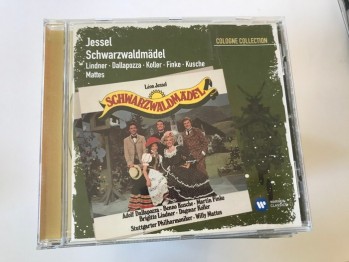 Jessel
Schwarzwaldmädel
Lindner · Dallapozza · Koller · Finke · Kusche
Mattes
COLOGNE COLLECTION
Léon Jessel
SCHWARZWALDMÄDEL
Adolf Dallapozza · Benno Kusche · Martin Finke
Brigitte Lindner · Dagmar Koller
Stuttgarter Philharmoniker · Willy Mattes